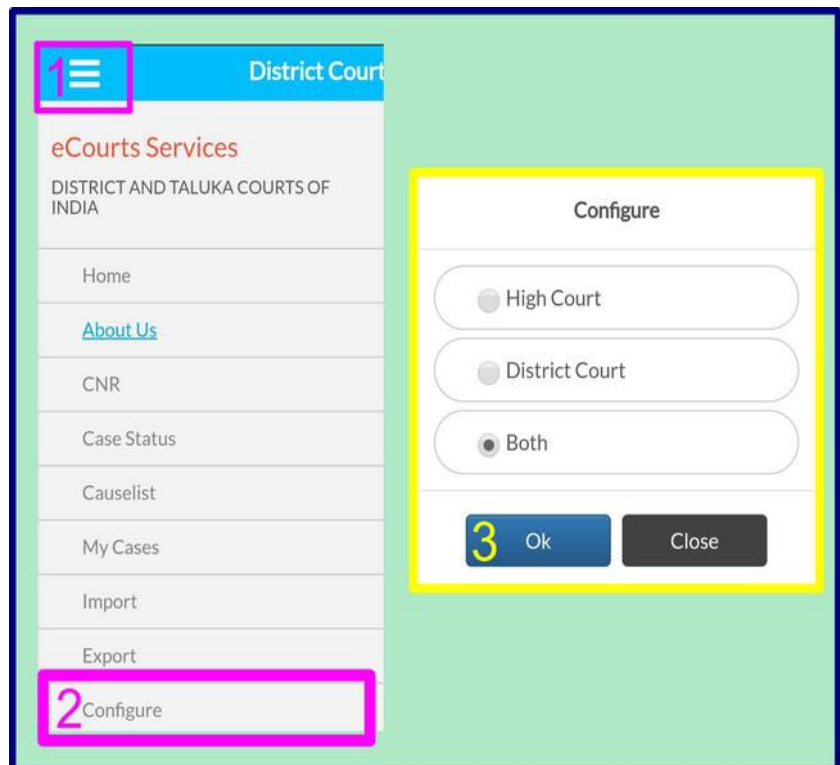 1
District Court
eCourts Services
DISTRICT AND TALUKA COURTS OF
INDIA
Home
About Us
CNR
Case Status
Causelist
My Cases
Import
Export
2 Configure
Configure
High Court
District Court
Both
3 Ok
Close